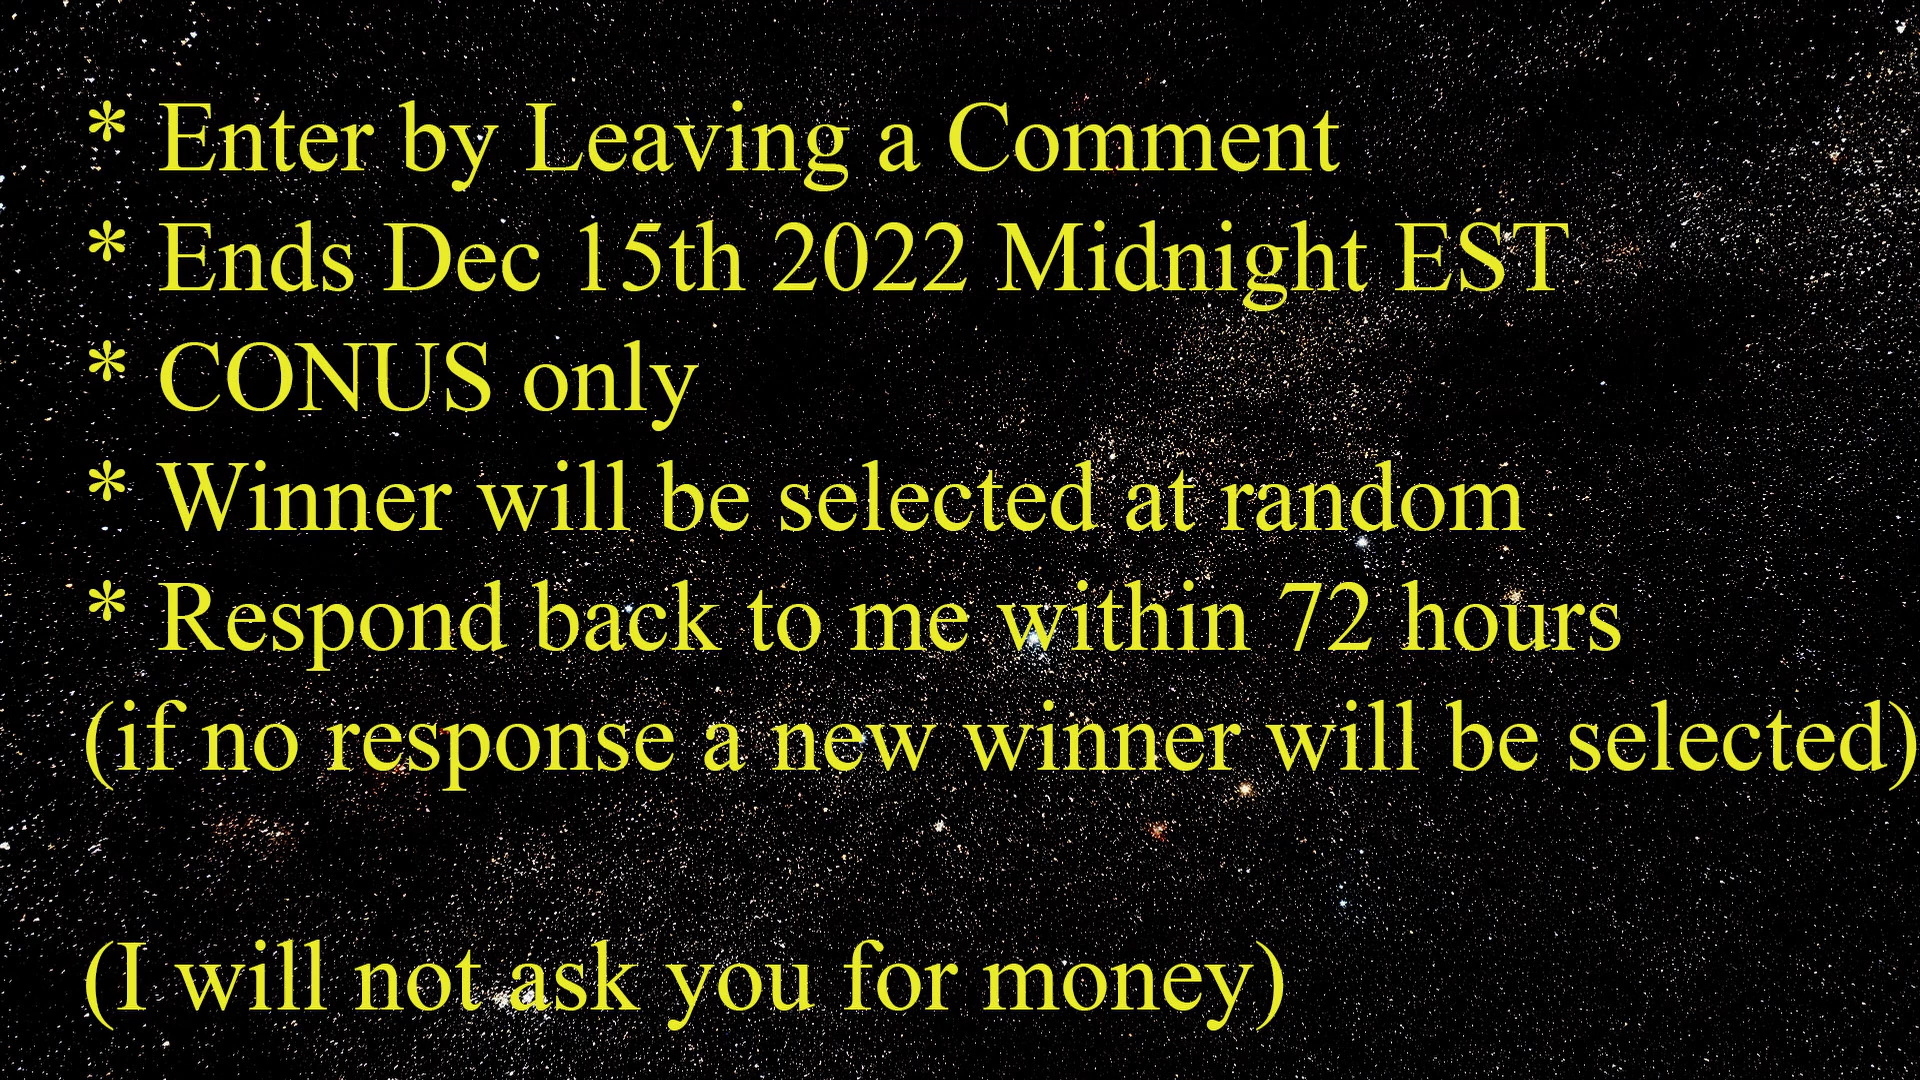 * Enter by Leaving a Comment
* Ends Dec 15th 2022 Midnight EST
* CONUS only
* Winner will be selected at random
* Respond back to me within 72 hours
(if no response a new winner will be selected)
(I will not ask you for money)